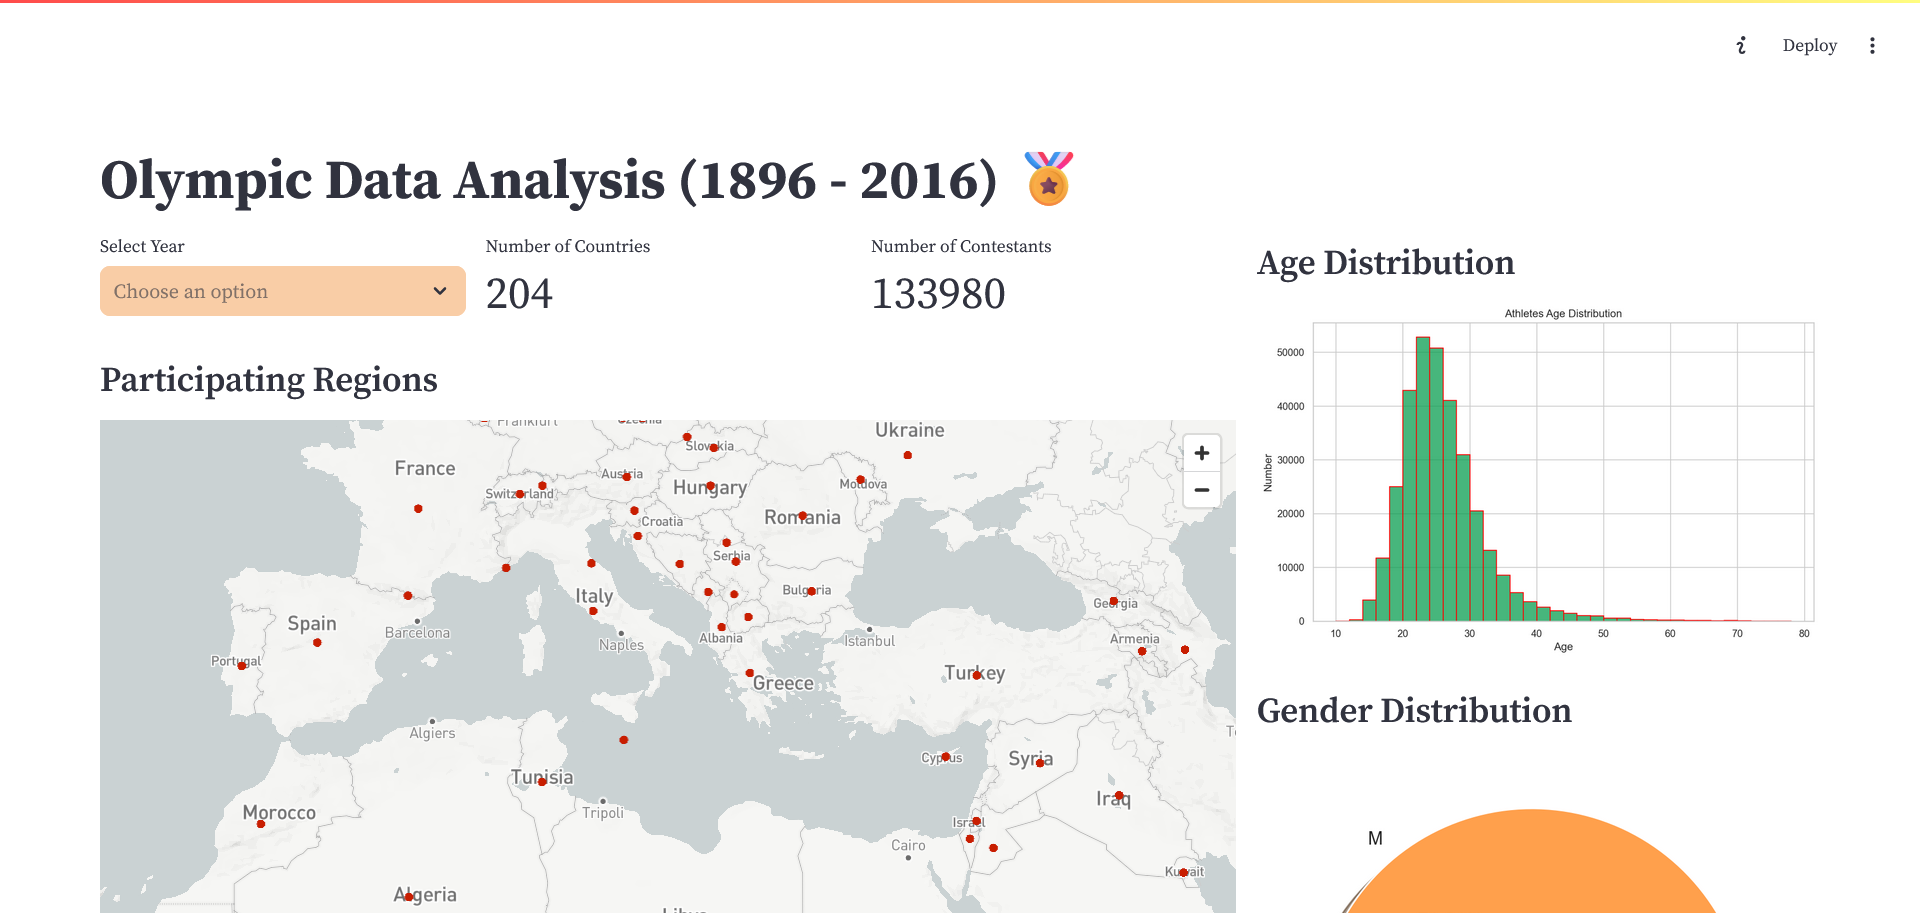 Deploy
Olympic Data Analysis (1896 - 2016)
Select Year
Choose an option
Number of Countries
204
Number of Contestants
133980
Participating Regions
Frankfurt
Czechia
Ukraine
France
Slovakia
Austria
Switzerland
Hungary
Moldova
Croatia
Romania
Serbia
Italy
Bulgaria
Georgia
Spain
Barcelona
Naples
Albania
Istanbul
Armenia
Portugal
Turkey
Greece
Algiers
Cyprus
Syria
Tunisia
Iraq
Morocco
Tripoli
Israel
Cairo
Kuwait
Algeria
Libya
Age Distribution
Athletes Age Distribution
Number
50000
40000
30000
20000
10000
0
10 20 30 40 50 60 70 80
Age
Gender Distribution
M